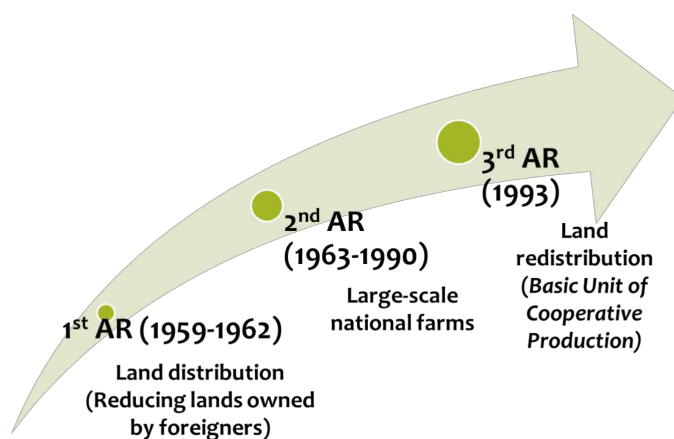 1st AR (1959-1962)
Land distribution
(Reducing lands owned
by foreigners)
2nd AR
(1963-1990)
Large-scale
national farms
3rd AR
(1993)
Land
redistribution
(Basic Unit of
Cooperative
Production)